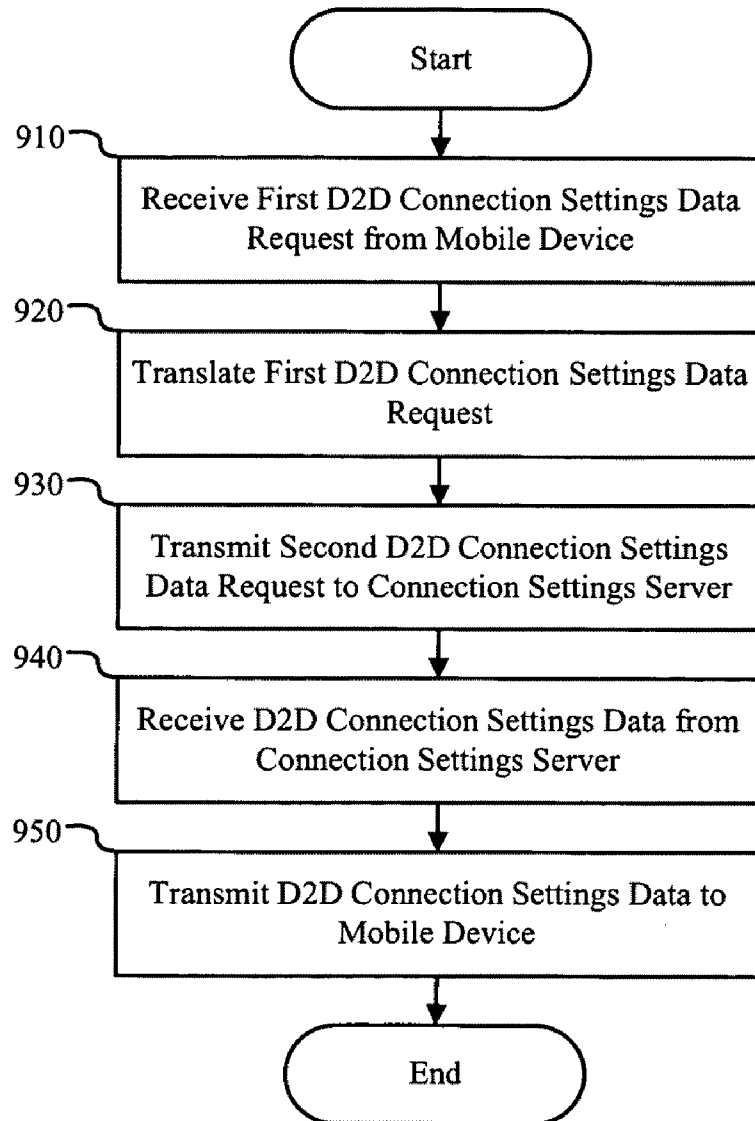 Start
910
Receive First D2D Connection Settings Data
Request from Mobile Device
920
Translate First D2D Connection Settings Data
Request
930
Transmit Second D2D Connection Settings
Data Request to Connection Settings Server
940
Receive D2D Connection Settings Data from
Connection Settings Server
950
Transmit D2D Connection Settings Data to
Mobile Device
End